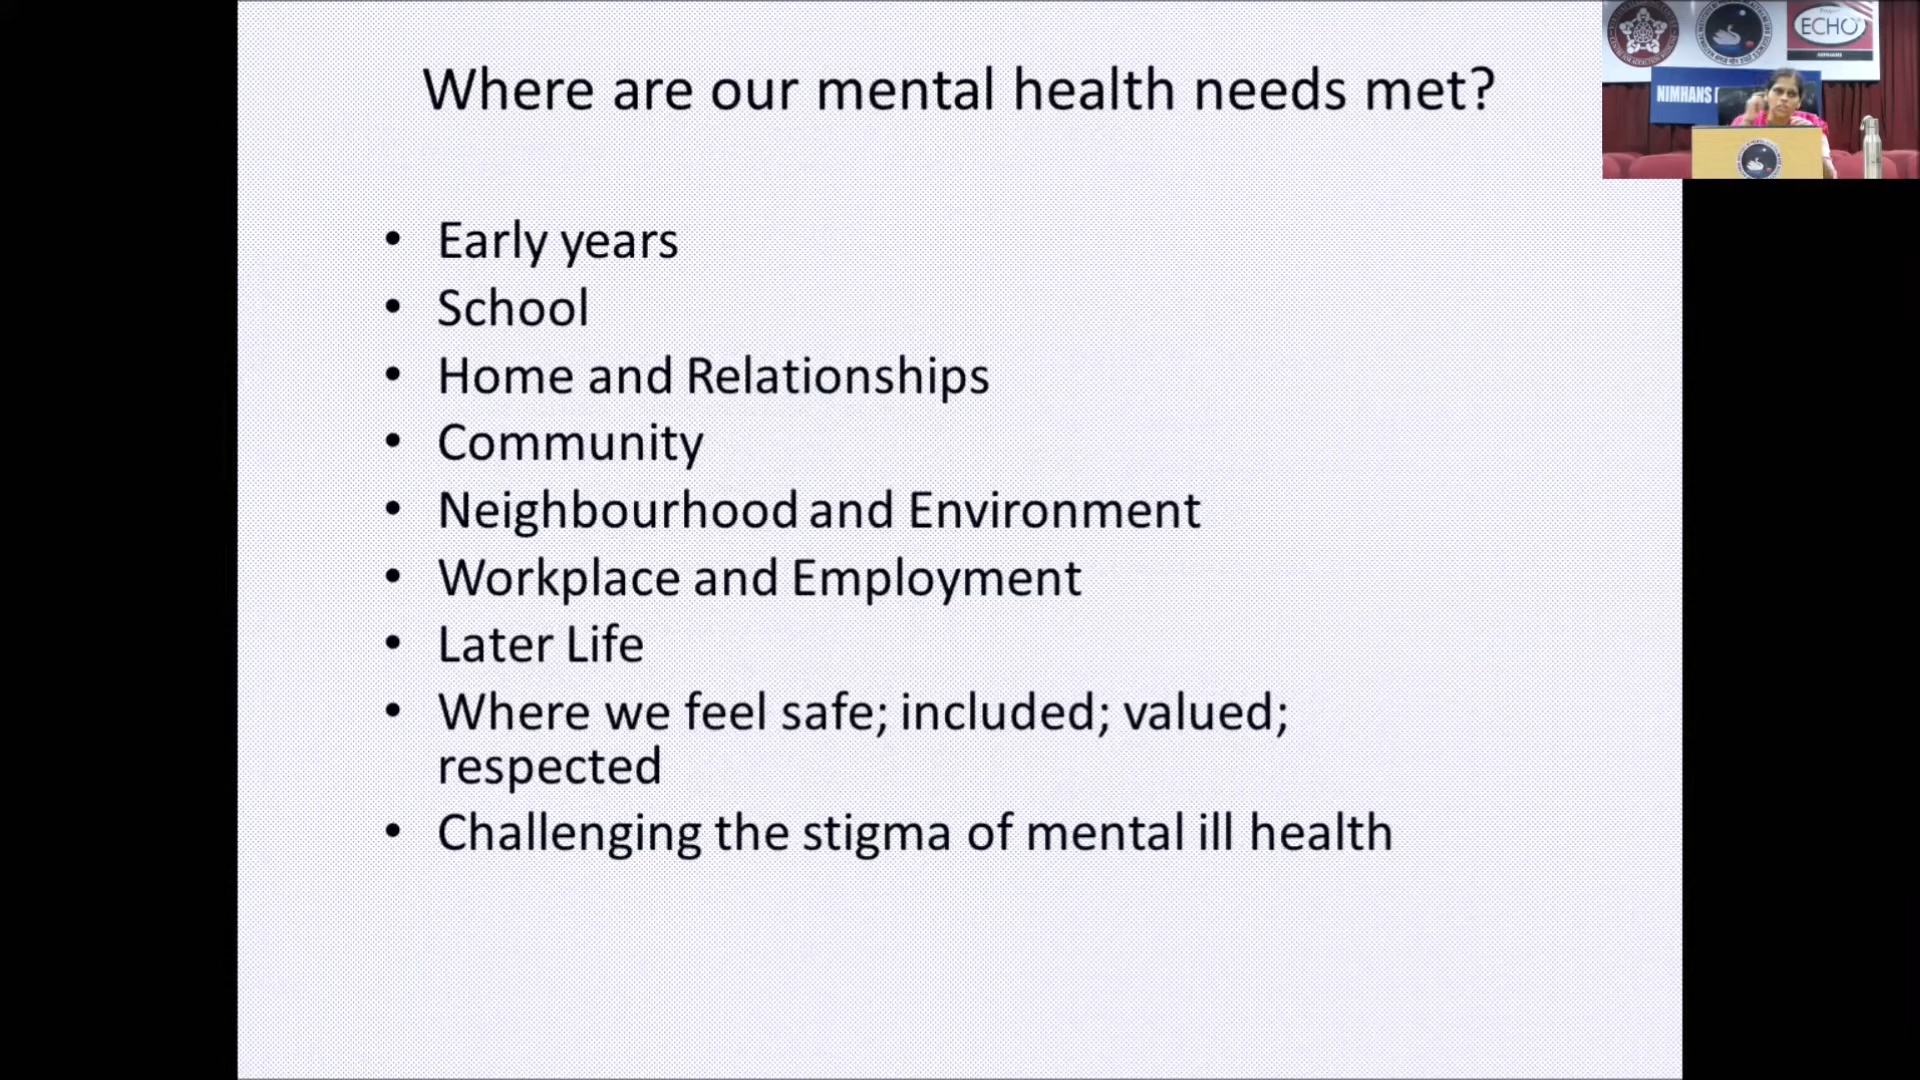 Where are our mental health needs met?
• Early years
• School
• Home and Relationships
• Community
• Neighbourhood and Environment
• Workplace and Employment
• Later Life
• Where we feel safe; included; valued;
respected
• Challenging the stigma of mental ill health
ECHO
NIMHANS